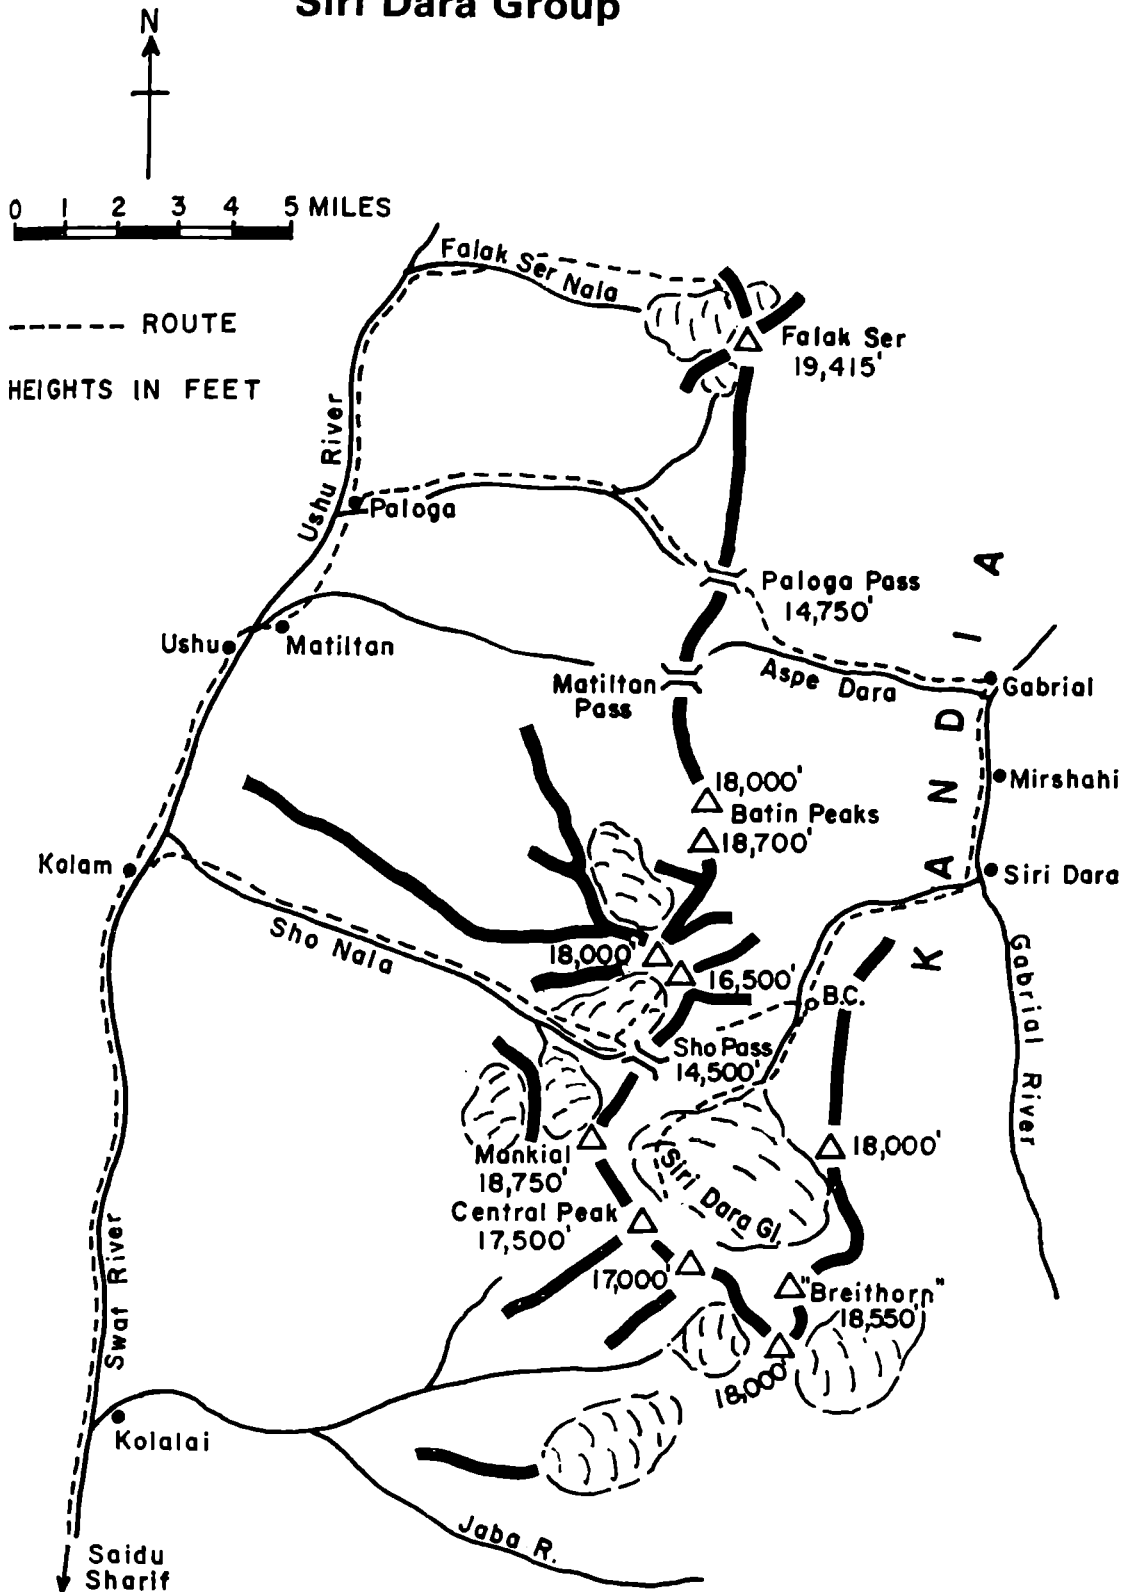 Siri Dara Group
N
0 1 2 3 4 5 MILES
------ ROUTE
HEIGHTS IN FEET
Falak Ser Nala
Falak Ser
19,415'
Ushu River
Paloga
Paloga Pass
14,750'
Ushu
Matiltan
Matiltan
Pass
Aspe Dara
Gabrial
KANDIA
Mirshahi
18,000'
Batin Peaks
18,700'
Kalam
Siri Dara
Sho Nala
18,000'
16,500'
B.C.
Gabrial River
Sho Pass
14,500'
Mankial
18,750'
18,000'
Siri Dara Gl.
Central Peak
17,500'
17,000'
"Breithorn"
18,550'
18,000'
Swat River
Kolalai
Jaba R.
Saidu
Sharif